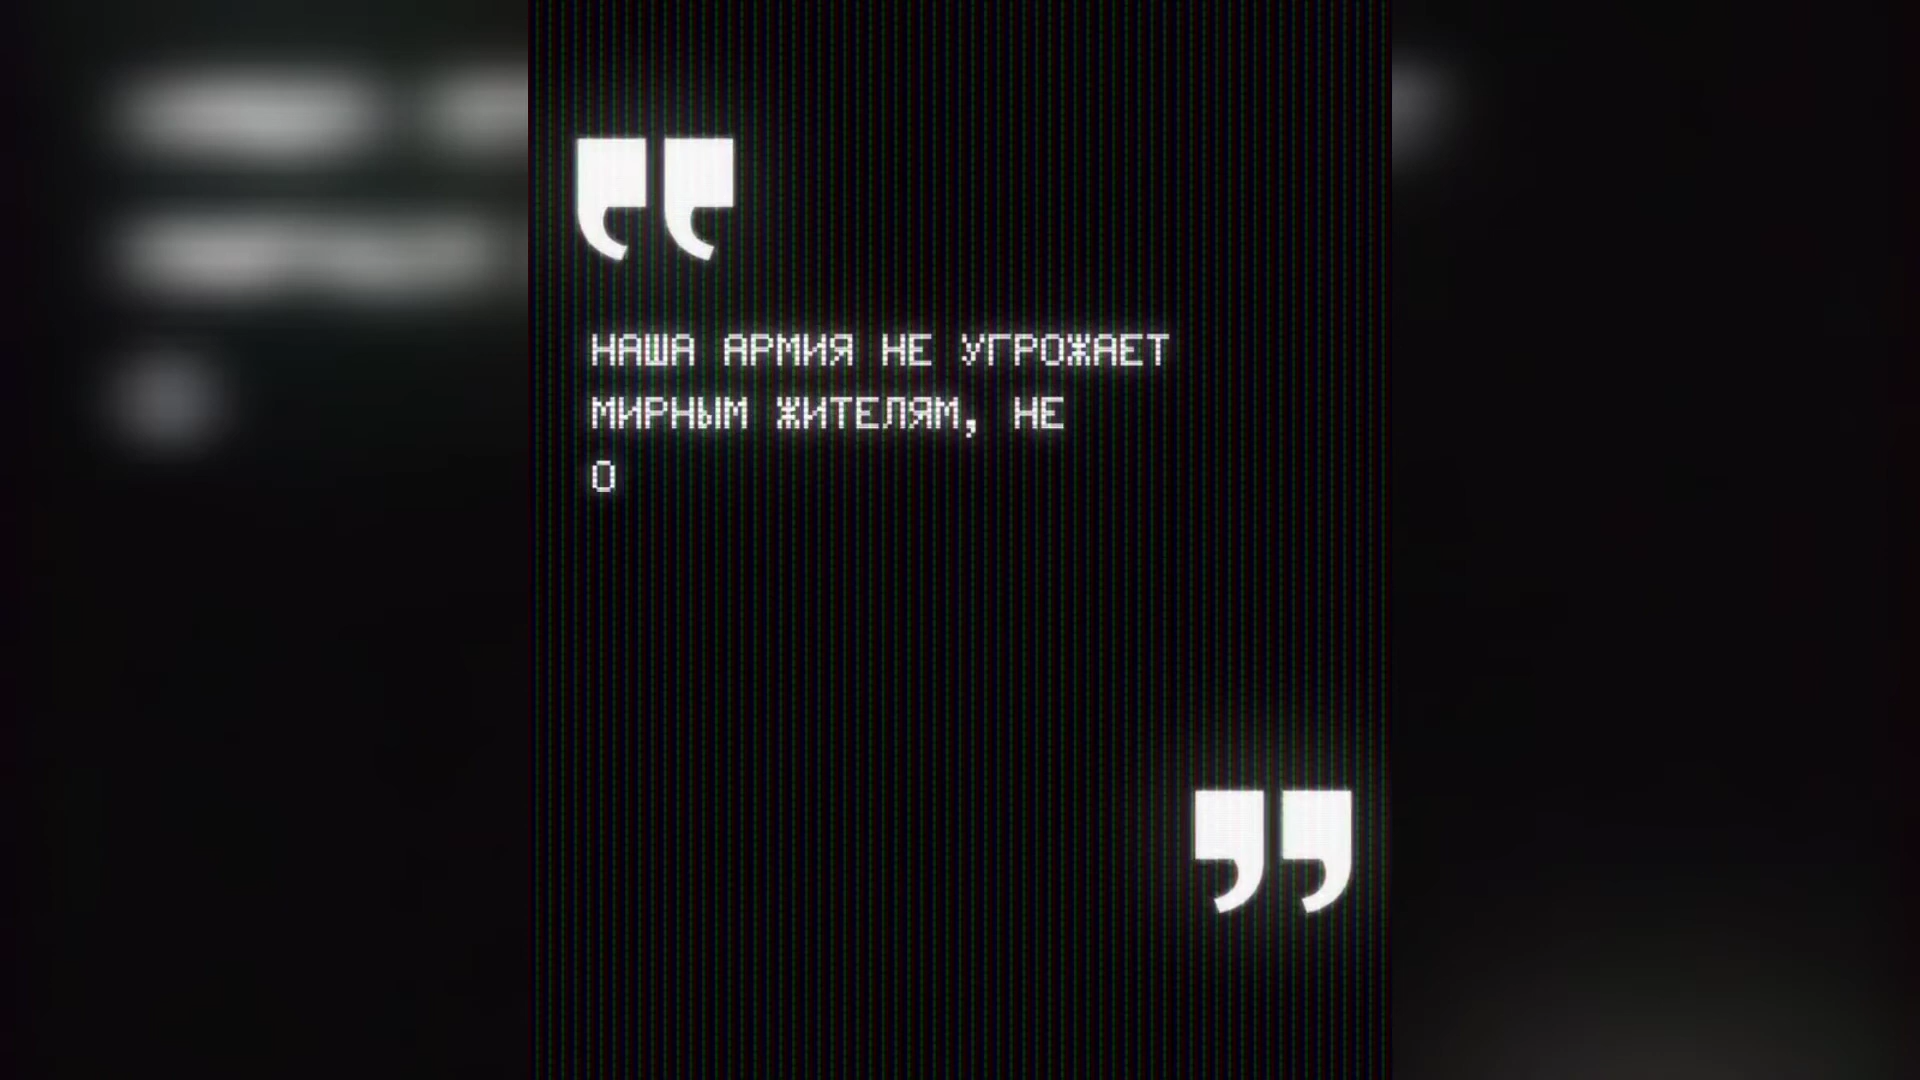 НАША АРМИЯ НЕ УГРОЖАЕТ
МИРНЫМ ЖИТЕЛЯМ, НЕ
О